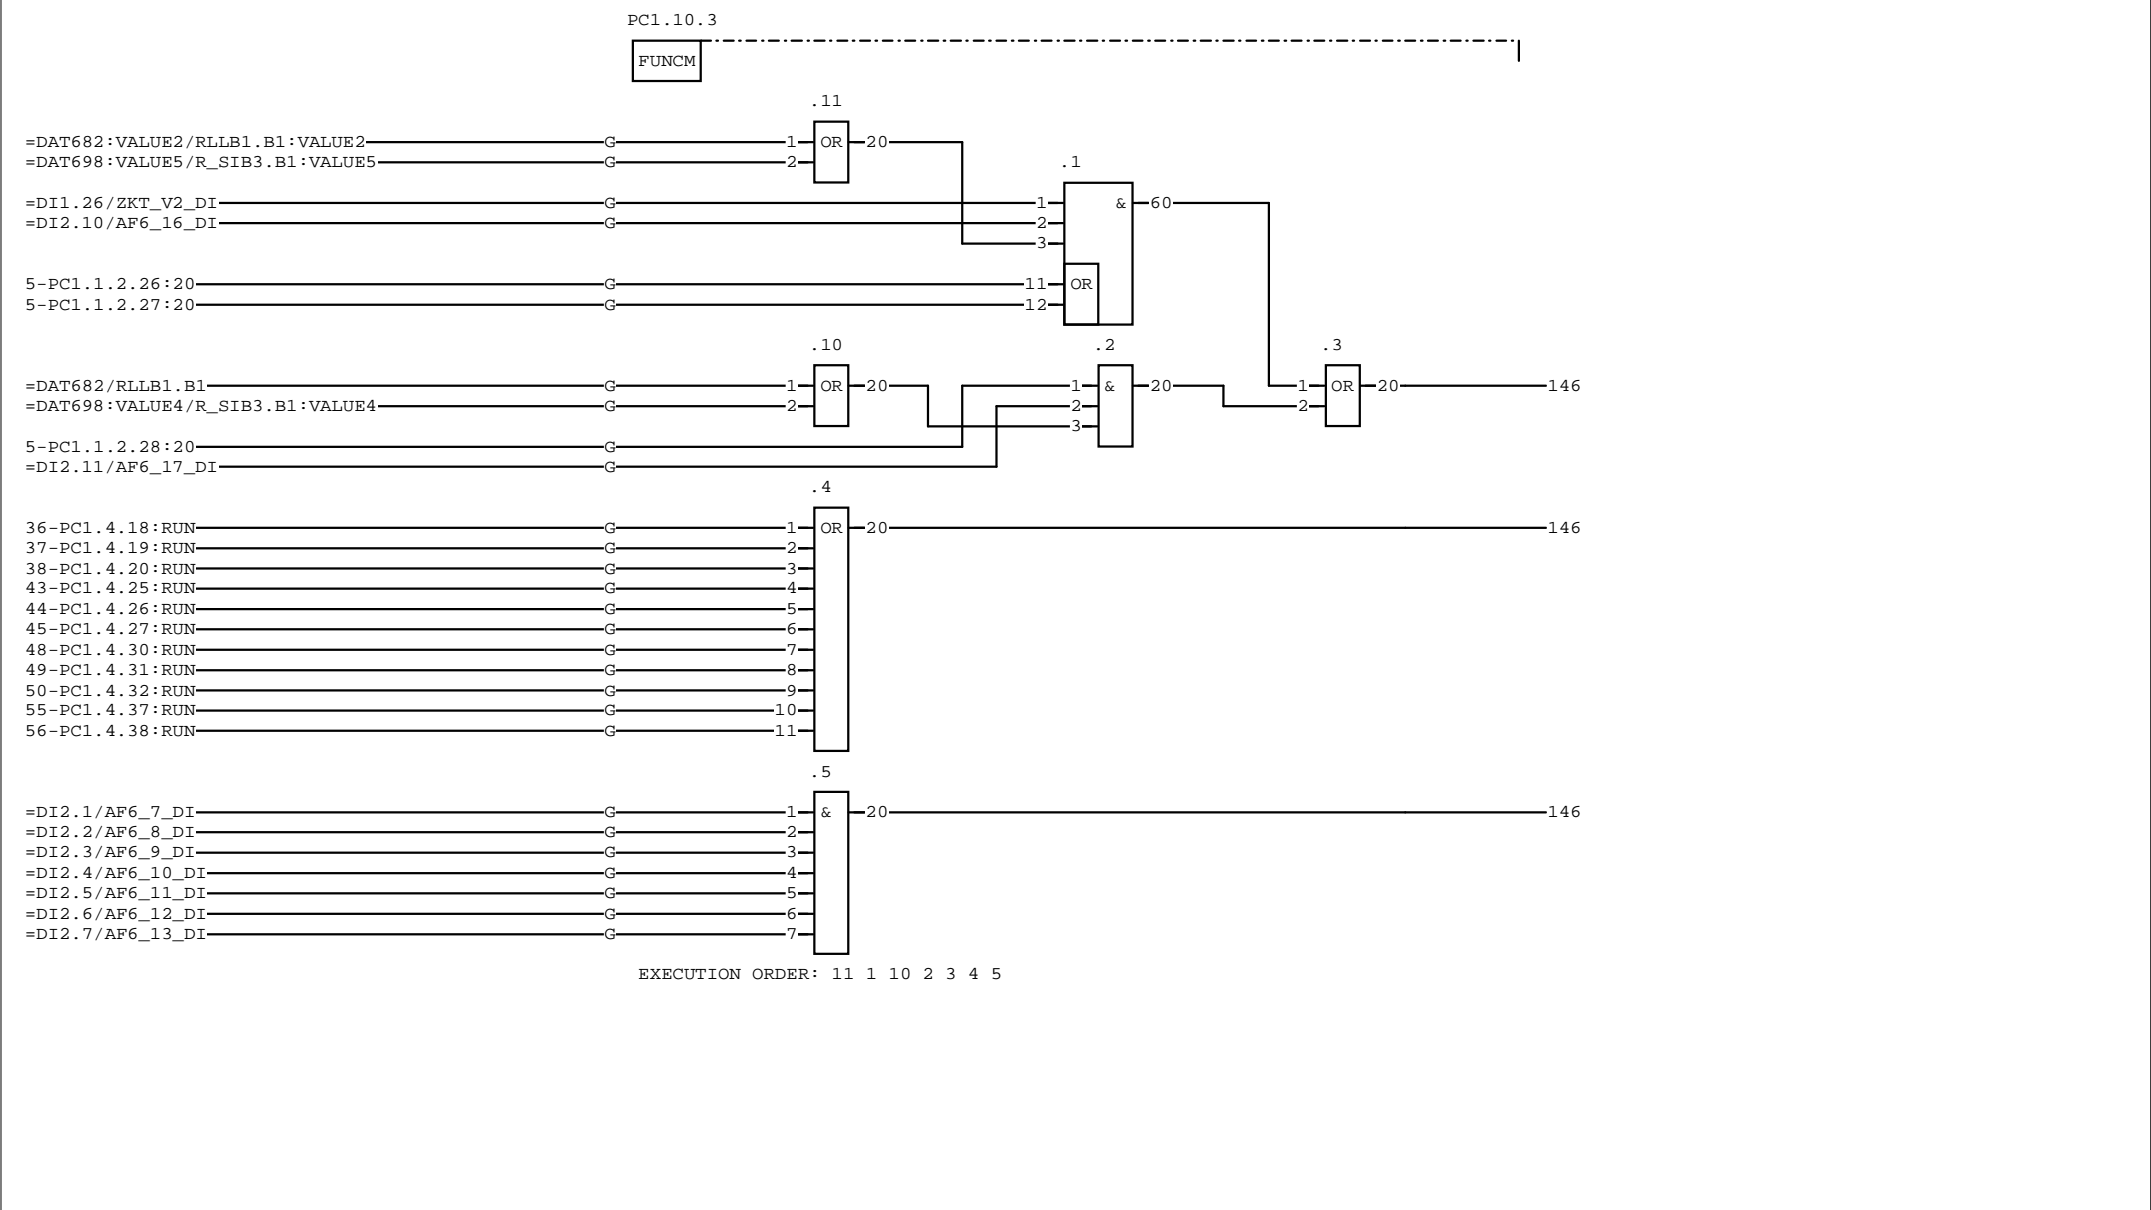 PC1.10.3
FUNCM
.11
=DAT682:VALUE2/RLLB1.B1:VALUE2 G 1 OR 20
=DAT698:VALUE5/R_SIB3.B1:VALUE5 G 2
.1
=DI1.26/ZKT_V2_DI G 1 & 60
=DI2.10/AF6_16_DI G 2
3
5-PC1.1.2.26:20 G 11 OR
5-PC1.1.2.27:20 G 12
.10 .2 .3
=DAT682/RLLB1.B1 G 1 OR 20 1 & 20 1 OR 20 146
=DAT698:VALUE4/R_SIB3.B1:VALUE4 G 2 2 2
3
5-PC1.1.2.28:20 G
=DI2.11/AF6_17_DI G
.4
36-PC1.4.18:RUN G 1 OR 20 146
37-PC1.4.19:RUN G 2
38-PC1.4.20:RUN G 3
43-PC1.4.25:RUN G 4
44-PC1.4.26:RUN G 5
45-PC1.4.27:RUN G 6
48-PC1.4.30:RUN G 7
49-PC1.4.31:RUN G 8
50-PC1.4.32:RUN G 9
55-PC1.4.37:RUN G 10
56-PC1.4.38:RUN G 11
.5
=DI2.1/AF6_7_DI G 1 & 20 146
=DI2.2/AF6_8_DI G 2
=DI2.3/AF6_9_DI G 3
=DI2.4/AF6_10_DI G 4
=DI2.5/AF6_11_DI G 5
=DI2.6/AF6_12_DI G 6
=DI2.7/AF6_13_DI G 7
EXECUTION ORDER: 11 1 10 2 3 4 5